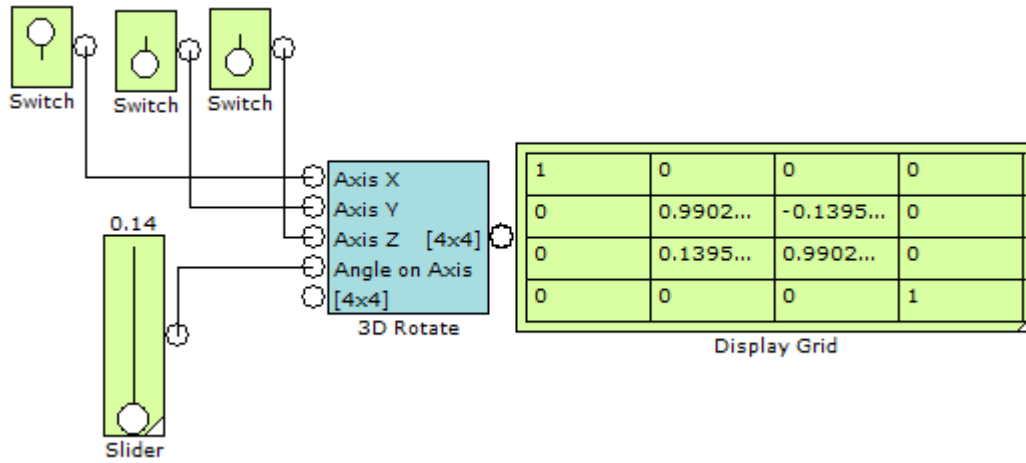 Switch
Switch
Switch
0.14
Slider
Axis X
Axis Y
Axis Z [4x4]
Angle on Axis
[4x4]
3D Rotate
1 0 0 0
0 0.9902... -0.1395... 0
0 0.1395... 0.9902... 0
0 0 0 1
Display Grid